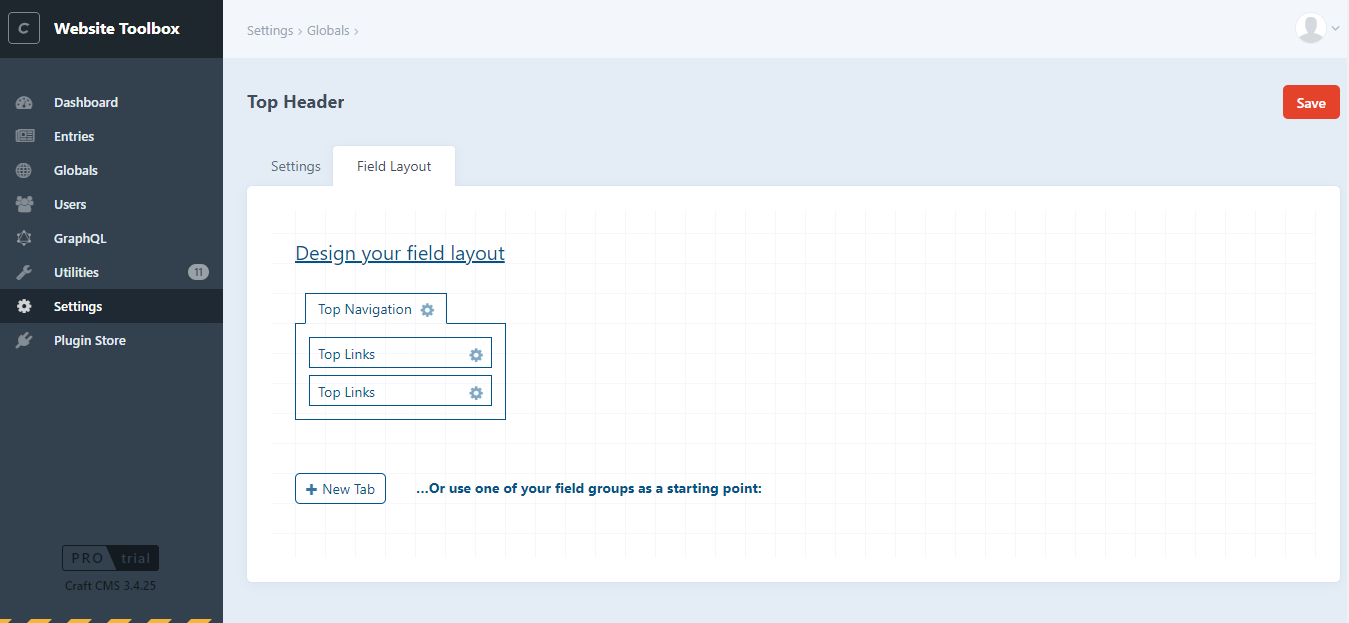 C Website Toolbox
Settings › Globals ›
Dashboard
Entries
Globals
Users
GraphQL
Utilities 11
Settings
Plugin Store
PRO trial
Craft CMS 3.4.25
Top Header
Save
Settings Field Layout
Design your field layout
Top Navigation
Top Links
Top Links
+ New Tab ...Or use one of your field groups as a starting point: